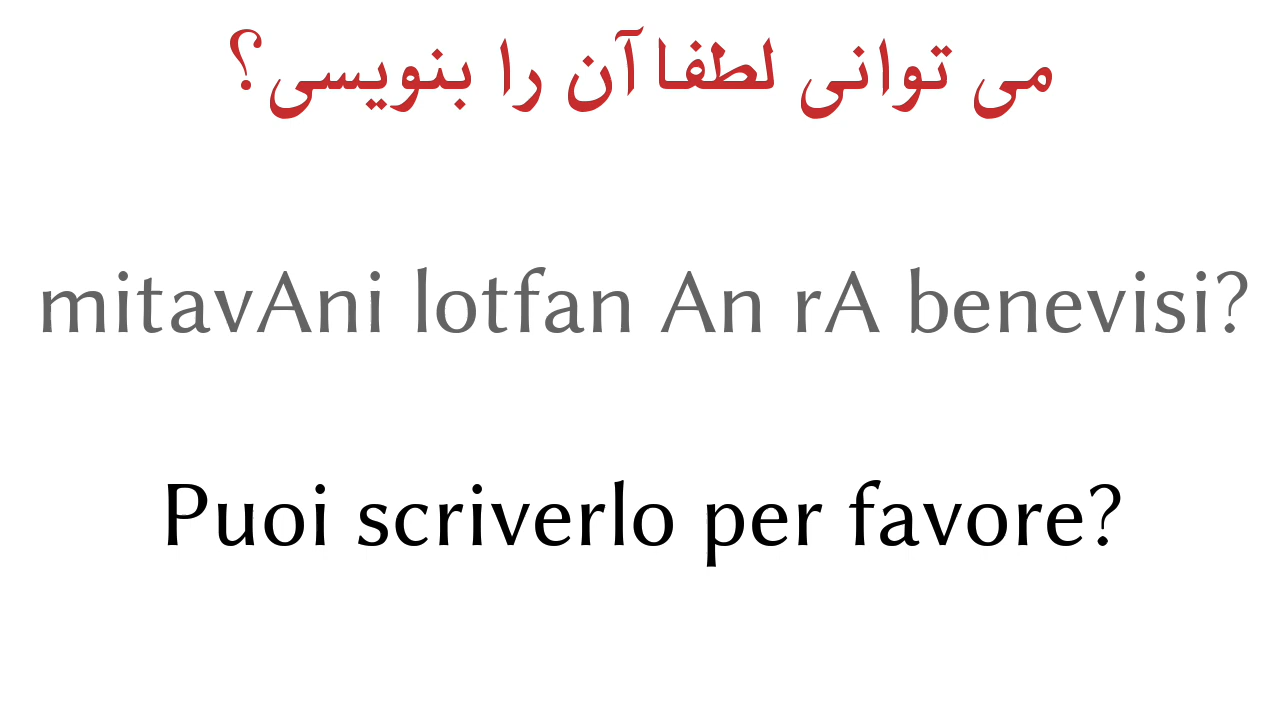 می توانی لطفا آن را بنویسی؟
mitavAni lotfan An rA benevisi?
Puoi scriverlo per favore?